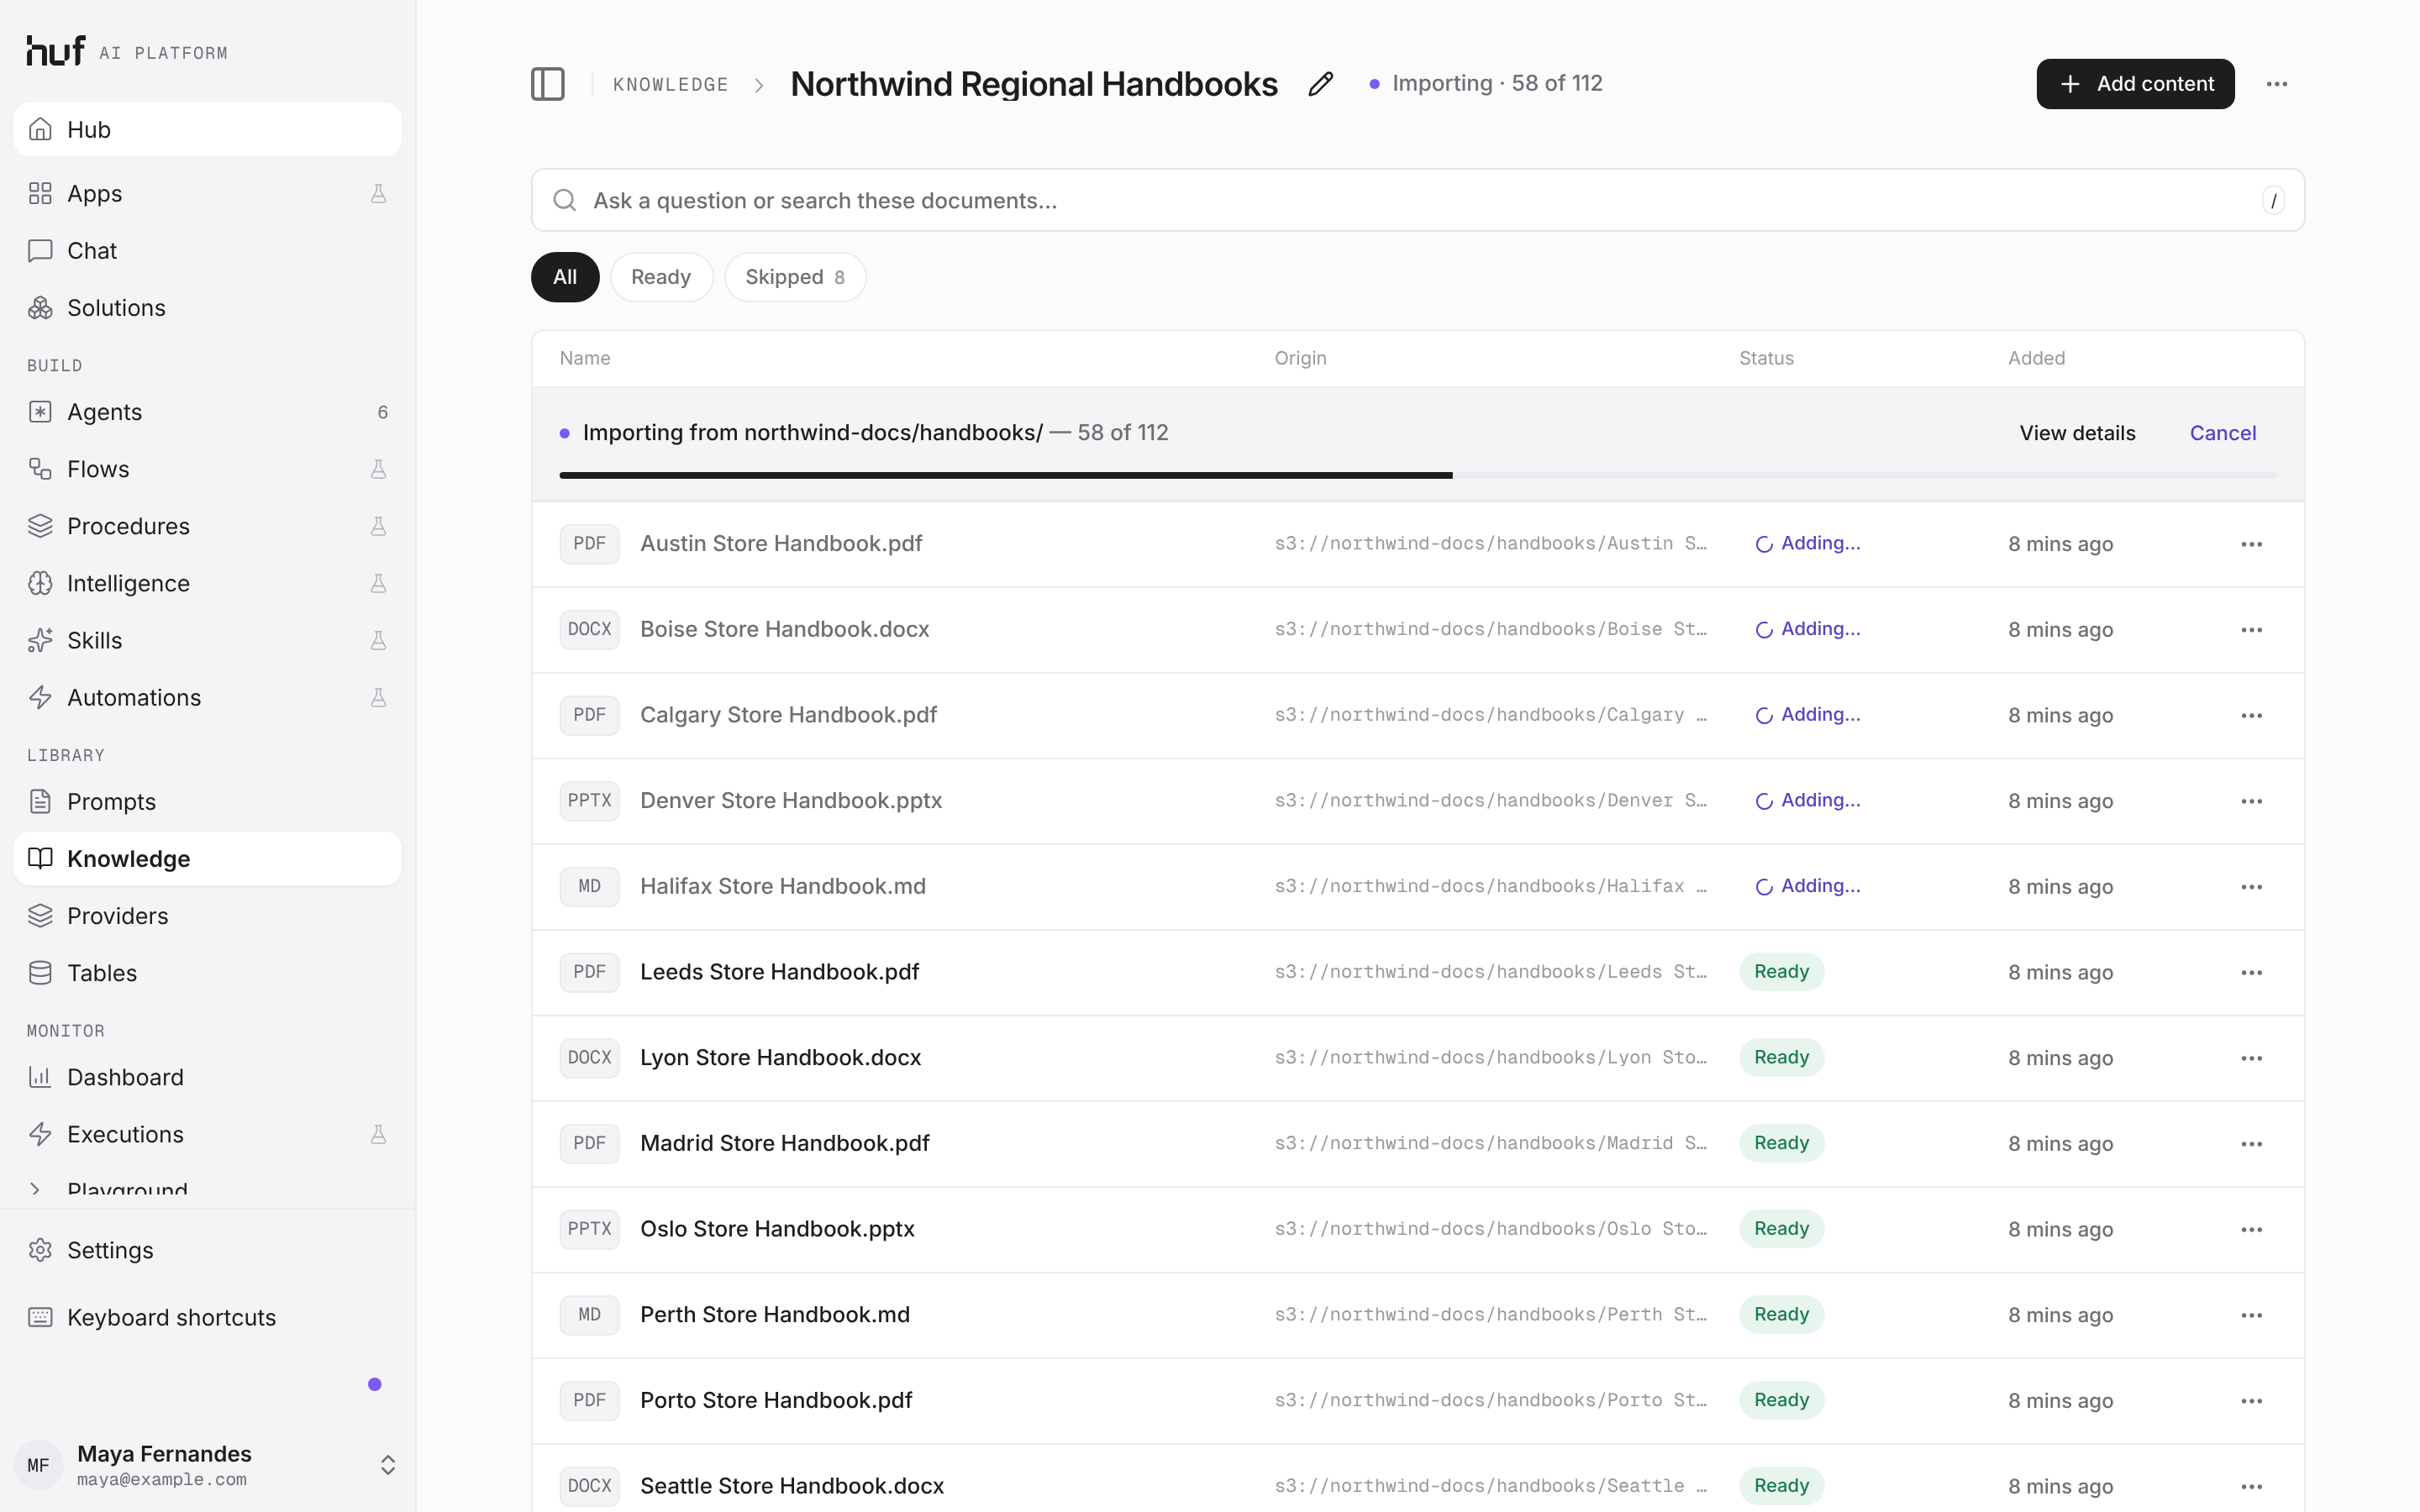 huf AI PLATFORM
Hub
Apps
Chat
Solutions
BUILD
Agents 6
Flows
Procedures
Intelligence
Skills
Automations
LIBRARY
Prompts
Knowledge
Providers
Tables
MONITOR
Dashboard
Executions
Playground
Settings
Keyboard shortcuts
MF Maya Fernandes
maya@example.com
KNOWLEDGE Northwind Regional Handbooks Importing · 58 of 112 Add content
Ask a question or search these documents... /
All Ready Skipped 8
Name Origin Status Added
Importing from northwind-docs/handbooks/ — 58 of 112 View details Cancel
PDF Austin Store Handbook.pdf s3://northwind-docs/handbooks/Austin S… Adding... 8 mins ago
DOCX Boise Store Handbook.docx s3://northwind-docs/handbooks/Boise St… Adding... 8 mins ago
PDF Calgary Store Handbook.pdf s3://northwind-docs/handbooks/Calgary … Adding... 8 mins ago
PPTX Denver Store Handbook.pptx s3://northwind-docs/handbooks/Denver S… Adding... 8 mins ago
MD Halifax Store Handbook.md s3://northwind-docs/handbooks/Halifax … Adding... 8 mins ago
PDF Leeds Store Handbook.pdf s3://northwind-docs/handbooks/Leeds St… Ready 8 mins ago
DOCX Lyon Store Handbook.docx s3://northwind-docs/handbooks/Lyon Sto… Ready 8 mins ago
PDF Madrid Store Handbook.pdf s3://northwind-docs/handbooks/Madrid S… Ready 8 mins ago
PPTX Oslo Store Handbook.pptx s3://northwind-docs/handbooks/Oslo Sto… Ready 8 mins ago
MD Perth Store Handbook.md s3://northwind-docs/handbooks/Perth St… Ready 8 mins ago
PDF Porto Store Handbook.pdf s3://northwind-docs/handbooks/Porto St… Ready 8 mins ago
DOCX Seattle Store Handbook.docx s3://northwind-docs/handbooks/Seattle … Ready 8 mins ago